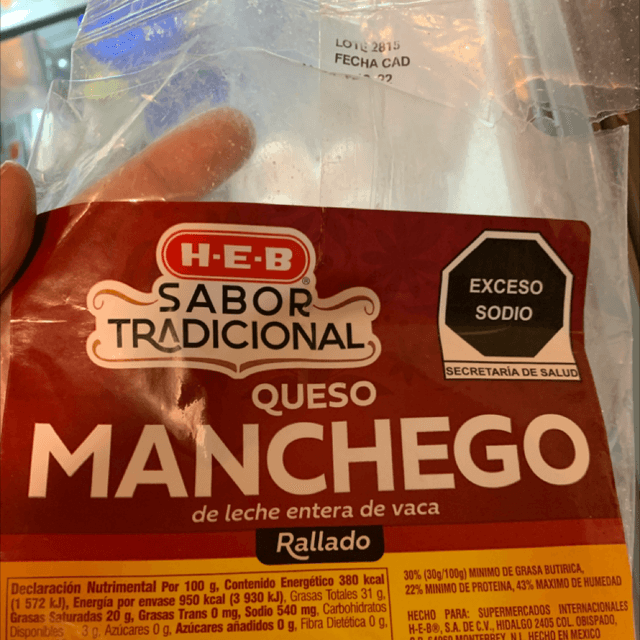 LOTE 2815
FECHA CAD
22
H-E-B®
SABOR
TRADICIONAL
EXCESO
SODIO
SECRETARÍA DE SALUD
QUESO
MANCHEGO
de leche entera de vaca
Rallado
Declaración Nutrimental Por 100 g, Contenido Energético 380 kcal
(1 572 kJ), Energía por envase 950 kcal (3 930 kJ), Grasas Totales 31 g,
Grasas Saturadas 20 g, Grasas Trans 0 mg, Sodio 540 mg, Carbohidratos
Disponibles 3 g, Azúcares 0 g, Azúcares añadidos 0 g, Fibra Dietética 0 g,
30% (30g/100g) MINIMO DE GRASA BUTIRICA,
22% MINIMO DE PROTEINA, 43% MAXIMO DE HUMEDAD
HECHO PARA: SUPERMERCADOS INTERNACIONALES
H-E-B®, S.A. DE C.V., HIDALGO 2405 COL. OBISPADO,
MONTERREY, N.L. HECHO EN MEXICO